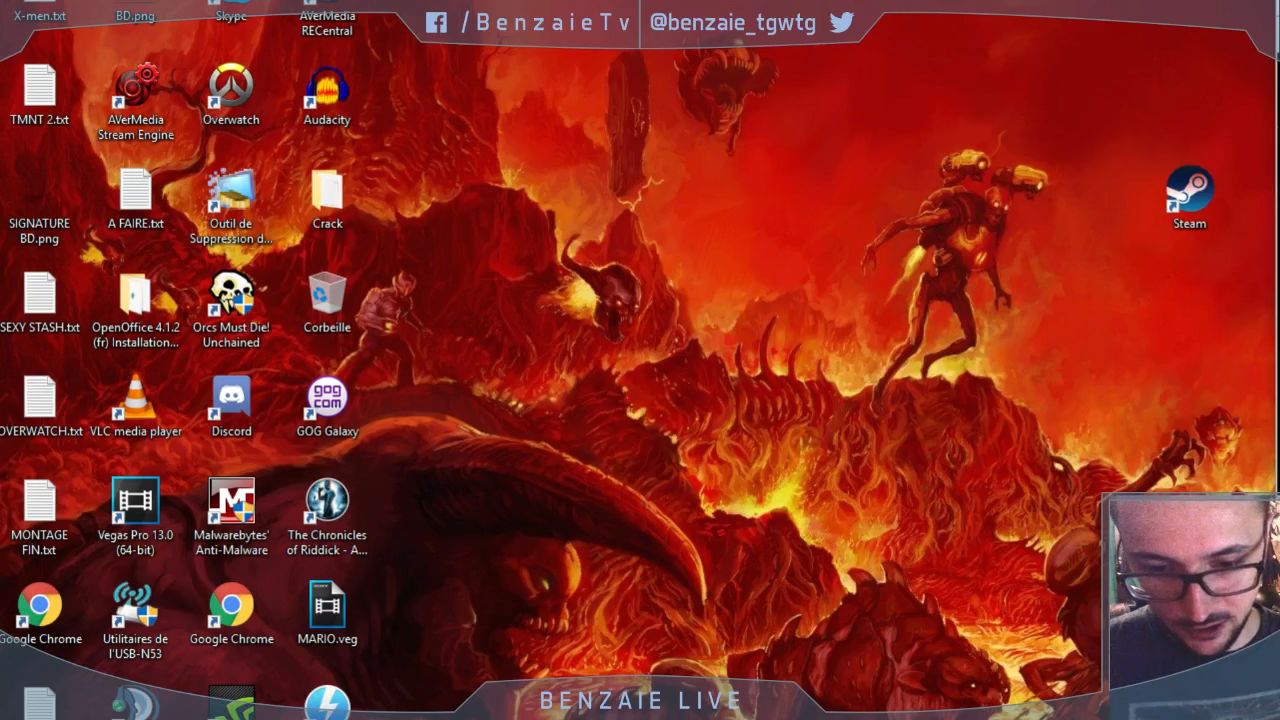 /BenzaieTv
@benzaie_tgwtg
X-men.txt
BD.png
Skype
AVerMedia
RECentral
TMNT 2.txt
AVerMedia
Stream Engine
Overwatch
Audacity
SIGNATURE
BD.png
A FAIRE.txt
Outil de
Suppression d...
Crack
Steam
SEXY STASH.txt
OpenOffice 4.1.2
(fr) Installation...
Orcs Must Die!
Unchained
Corbeille
OVERWATCH.txt
VLC media player
Discord
GOG
COM
GOG Galaxy
MONTAGE
FIN.txt
Vegas Pro 13.0
(64-bit)
Malwarebytes'
Anti-Malware
The Chronicles
of Riddick - A...
Google Chrome
Utilitaires de
l'USB-N53
Google Chrome
MARIO.veg
BENZAIE LIVE